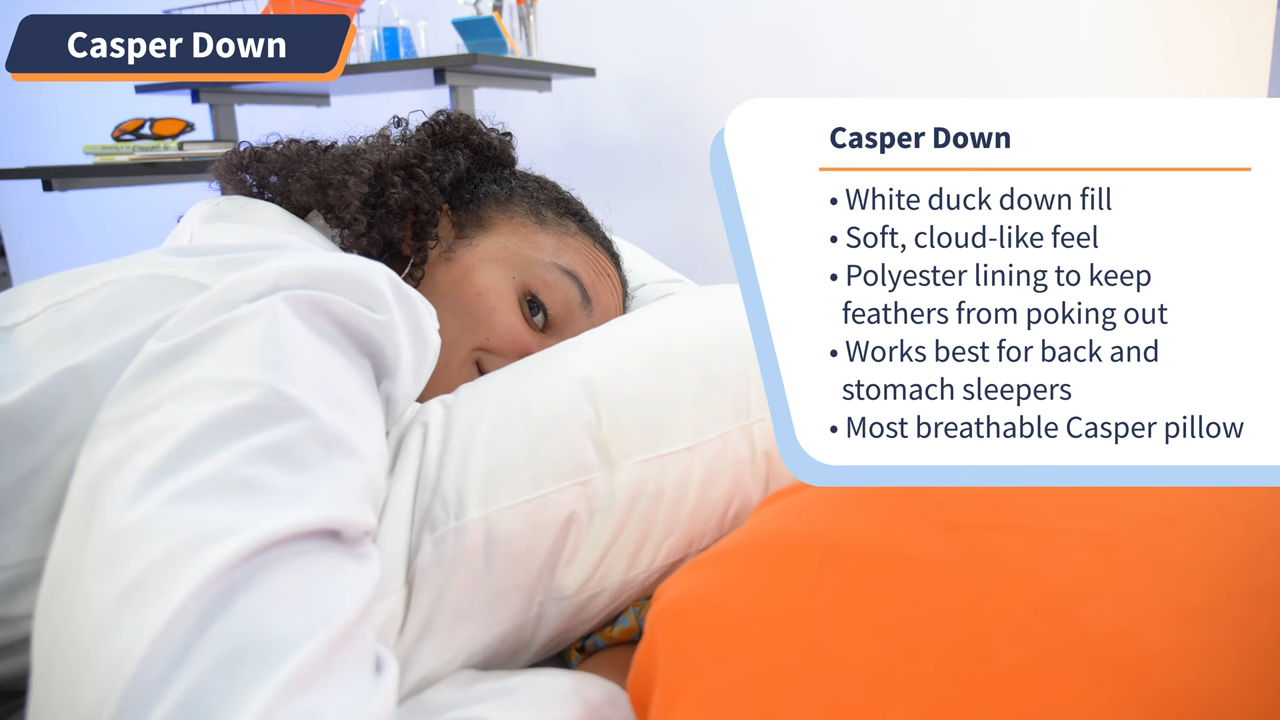 Casper Down
Casper Down
• White duck down fill
• Soft, cloud-like feel
• Polyester lining to keep
feathers from poking out
• Works best for back and
stomach sleepers
• Most breathable Casper pillow